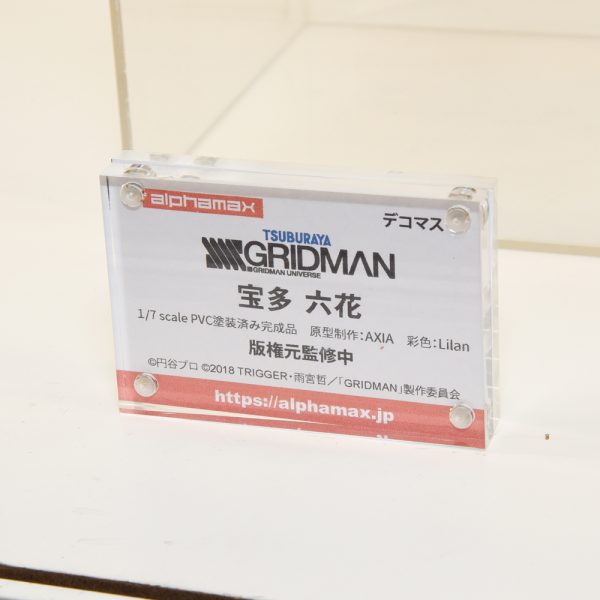 alphamax
デコマス
TSUBURAYA
GRIDMAN
GRIDMAN UNIVERSE
宝多 六花
1/7 scale PVC塗装済み完成品 原型制作:AXIA 彩色:Lilan
版権元監修中
©円谷プロ ©2018 TRIGGER・雨宮哲/「GRIDMAN」製作委員会
https://alphamax.jp